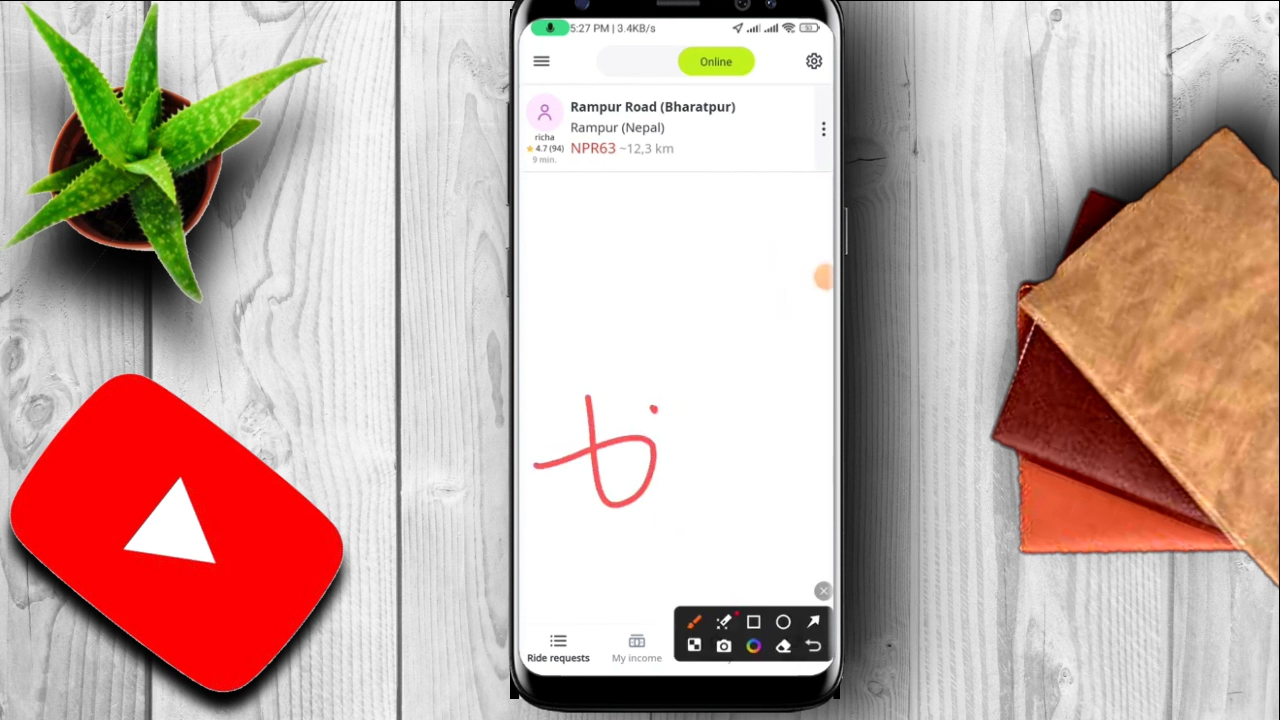 5:27 PM | 3.4KB/s
Online
Rampur Road (Bharatpur)
Rampur (Nepal)
richa
4.7 (94)
NPR63 ~12,3 km
9 min.
Ride requests
My income